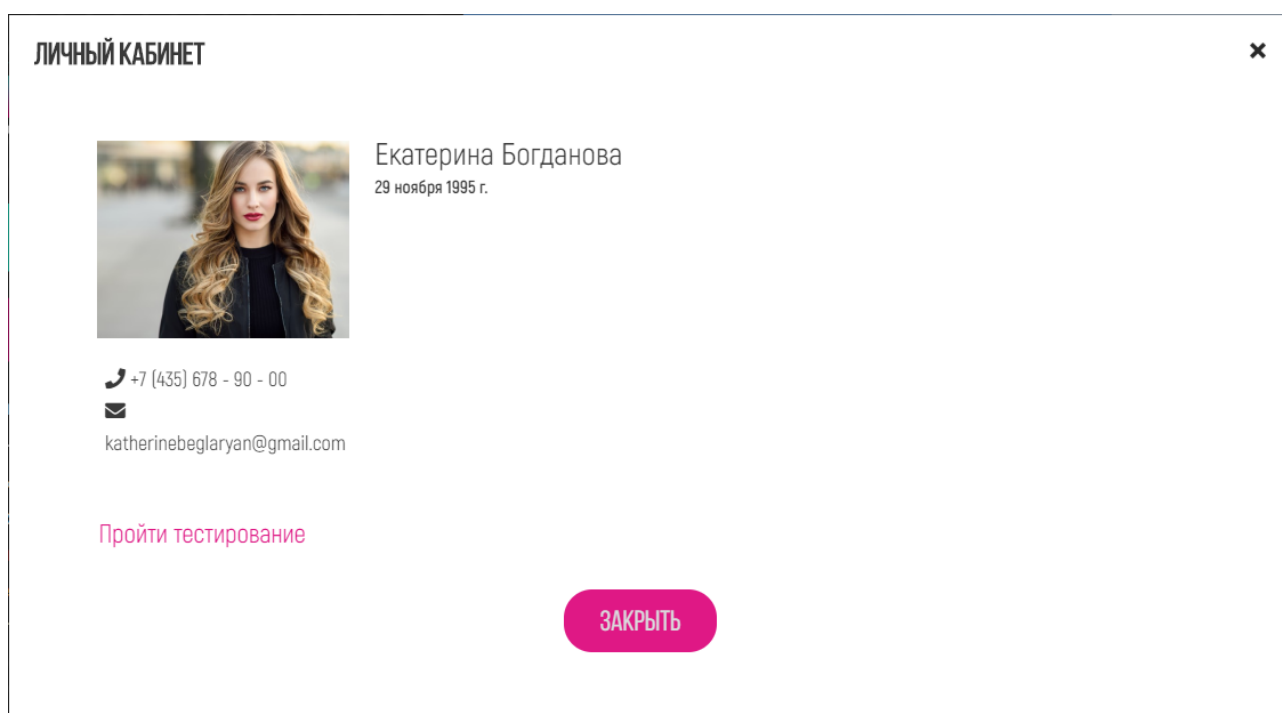 ЛИЧНЫЙ КАБИНЕТ
Екатерина Богданова
29 ноября 1995 г.
+7 (435) 678 - 90 - 00
katherinebeglaryan@gmail.com
Пройти тестирование
ЗАКРЫТЬ